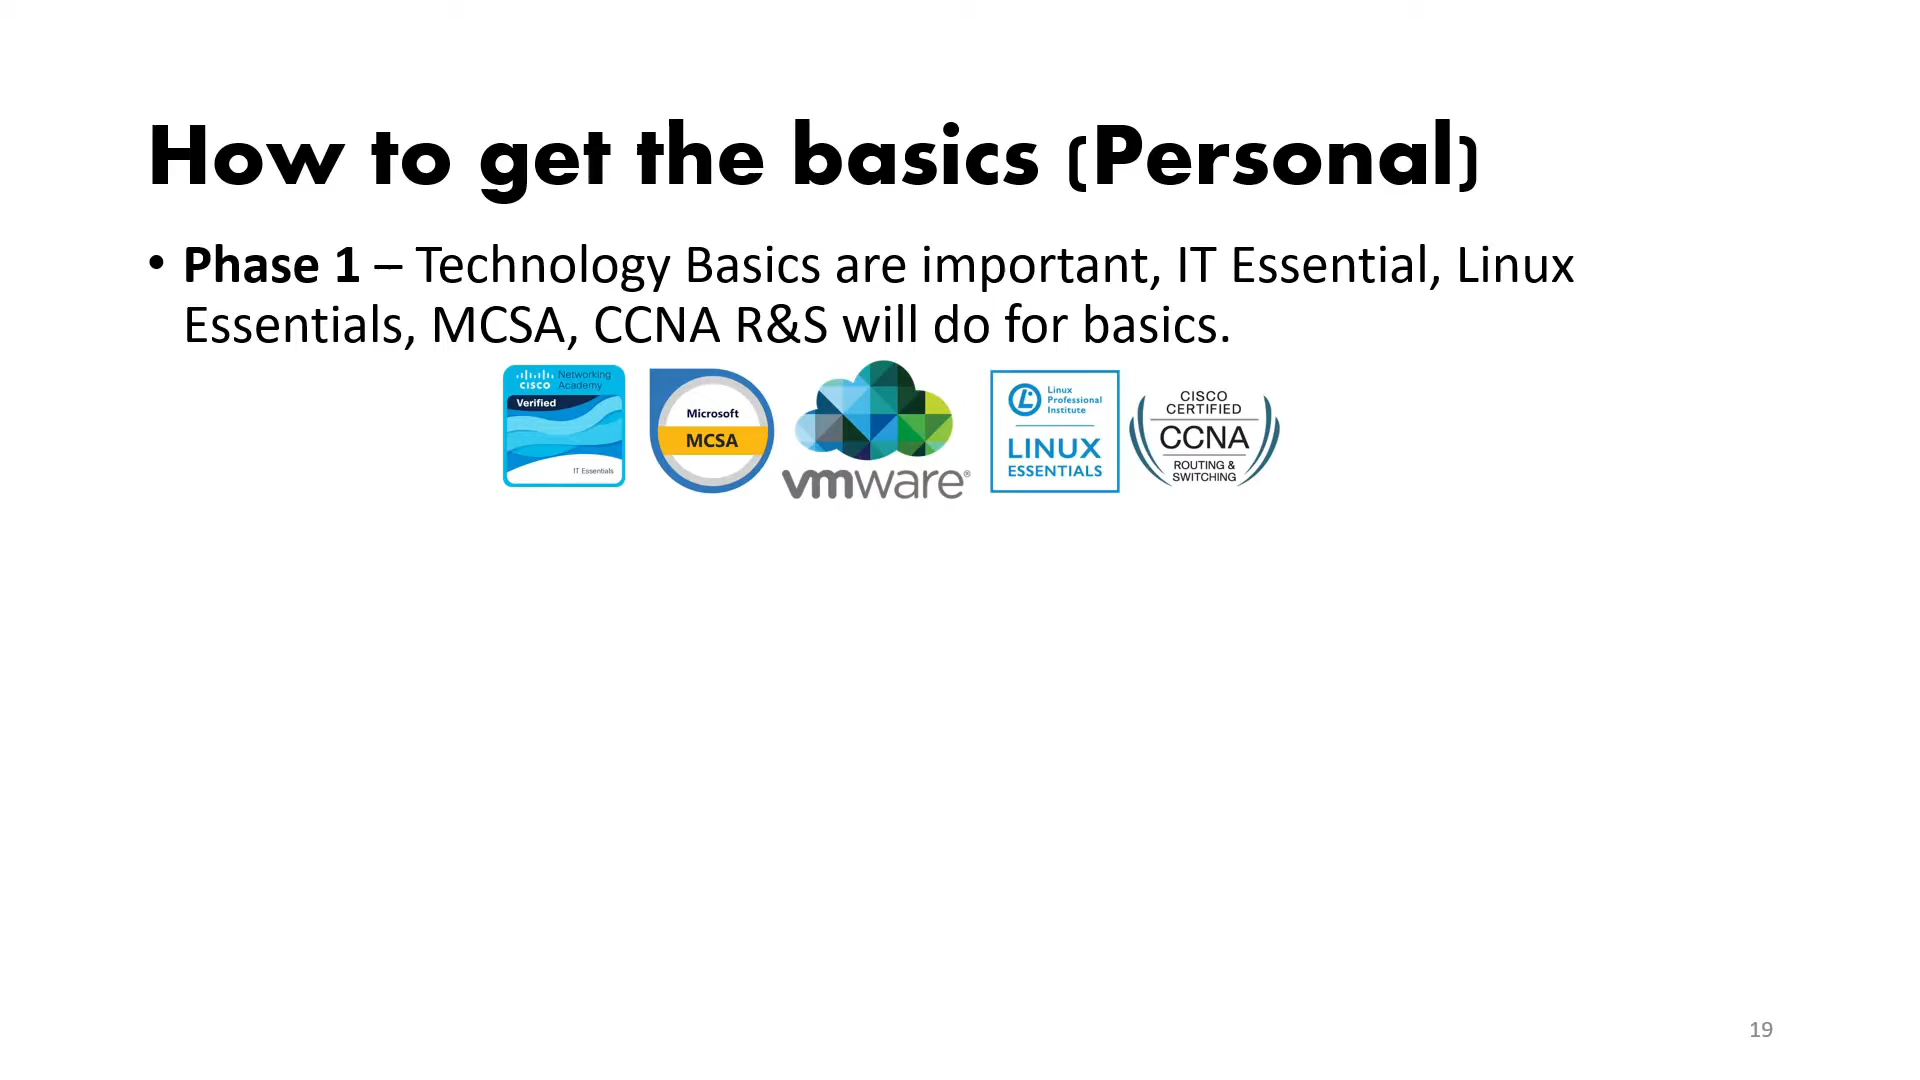 How to get the basics (Personal)
• Phase 1 – Technology Basics are important, IT Essential, Linux
Essentials, MCSA, CCNA R&S will do for basics.
CISCO Networking Academy
Verified
IT Essentials
Microsoft
MCSA
vmware®
Linux
Professional
Institute
LINUX
ESSENTIALS
CISCO
CERTIFIED
CCNA
ROUTING &
SWITCHING
19